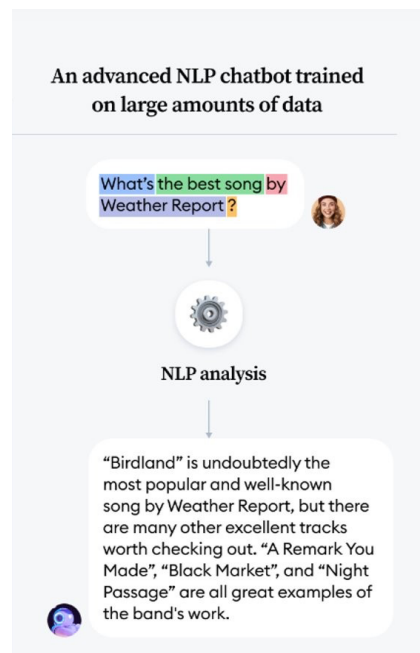 An advanced NLP chatbot trained
on large amounts of data
What's the best song by
Weather Report ?
NLP analysis
“Birdland” is undoubtedly the
most popular and well-known
song by Weather Report, but there
are many other excellent tracks
worth checking out. “A Remark You
Made”, “Black Market”, and “Night
Passage” are all great examples of
the band's work.